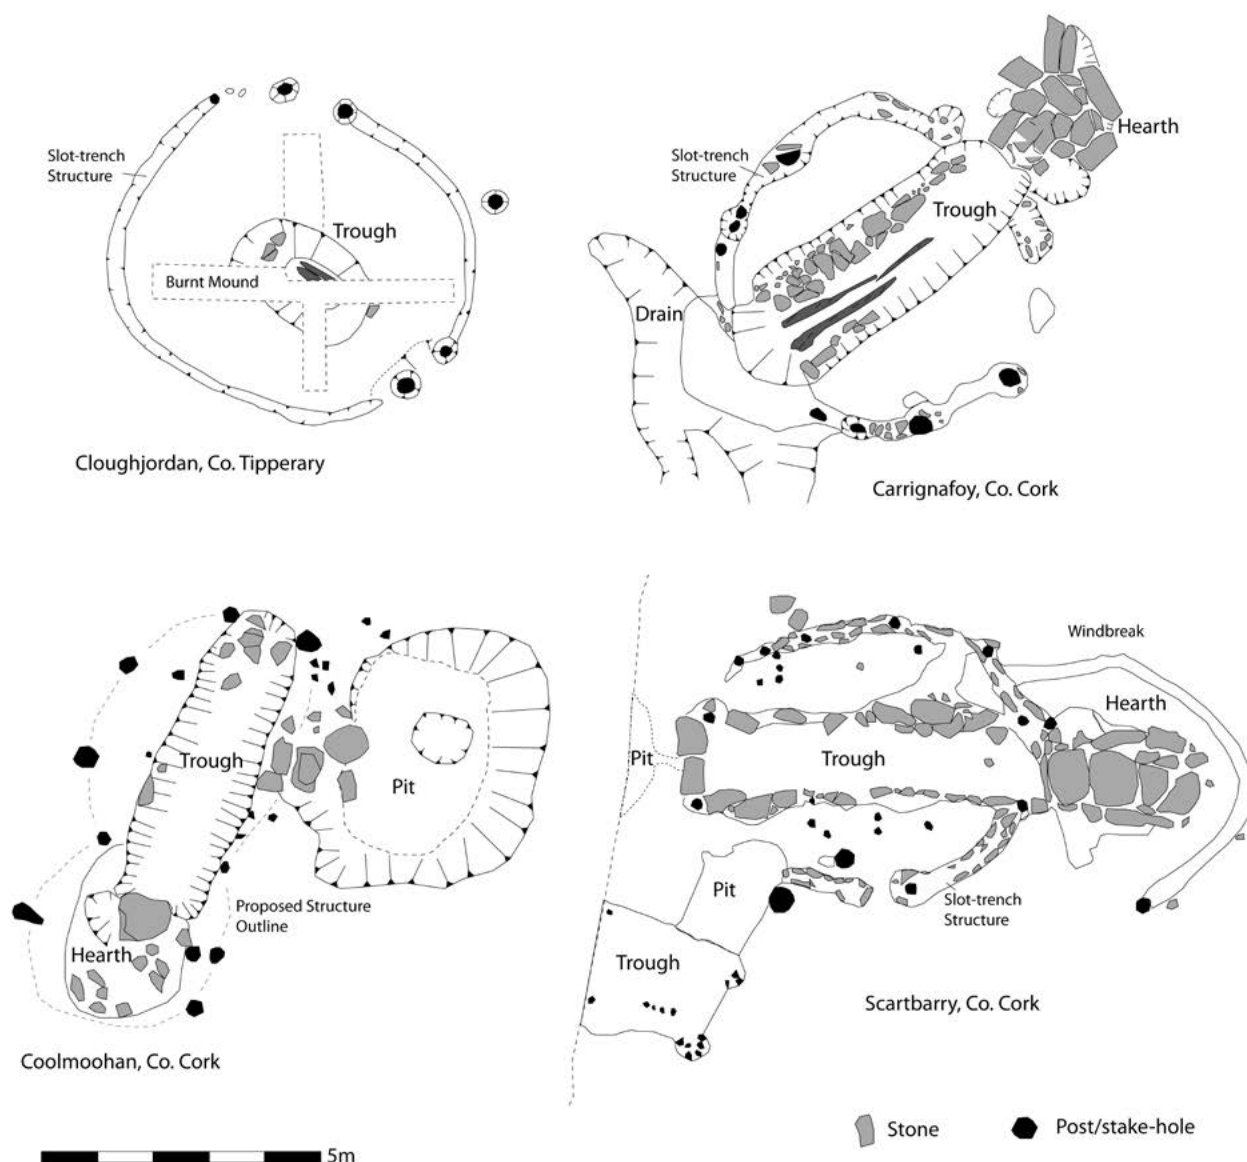 Slot-trench
Structure
Trough
Burnt Mound
Cloughjordan, Co. Tipperary
Hearth
Slot-trench
Structure
Trough
Drain
Carrignafoy, Co. Cork
Trough
Pit
Proposed Structure
Outline
Hearth
Coolmoohan, Co. Cork
Windbreak
Hearth
Pit
Trough
Pit
Slot-trench
Structure
Trough
Scartbarry, Co. Cork
5m
Stone
Post/stake-hole